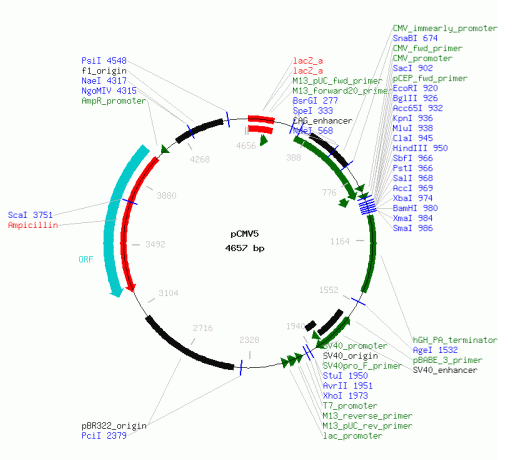 CMV_immearly_promoter
SnaBI 674
CMV_fwd_primer
CMV_promoter
SacI 902
pCEP_fwd_primer
EcoRI 920
BglII 926
Acc65I 932
KpnI 936
MluI 938
ClaI 945
HindIII 950
SbfI 966
PstI 966
SalI 968
AccI 969
XbaI 974
BamHI 980
XmaI 984
SmaI 986
lacZ_a
lacZ_a
M13_pUC_fwd_primer
M13_forward20_primer
BsrGI 277
SpeI 333
CAG_enhancer
NdeI 568
PsiI 4548
f1_origin
NaeI 4317
NgoMIV 4315
AmpR_promoter
4656
388
776
1164
1552
1940
2328
2716
3104
3492
3880
4268
pCMV5
4657 bp
ScaI 3751
Ampicillin
ORF
hGH_PA_terminator
AgeI 1532
pBABE_3_primer
SV40_enhancer
SV40_promoter
SV40_origin
SV40pro_F_primer
StuI 1950
AvrII 1951
XhoI 1973
T7_promoter
M13_reverse_primer
M13_pUC_rev_primer
lac_promoter
pBR322_origin
PciI 2379